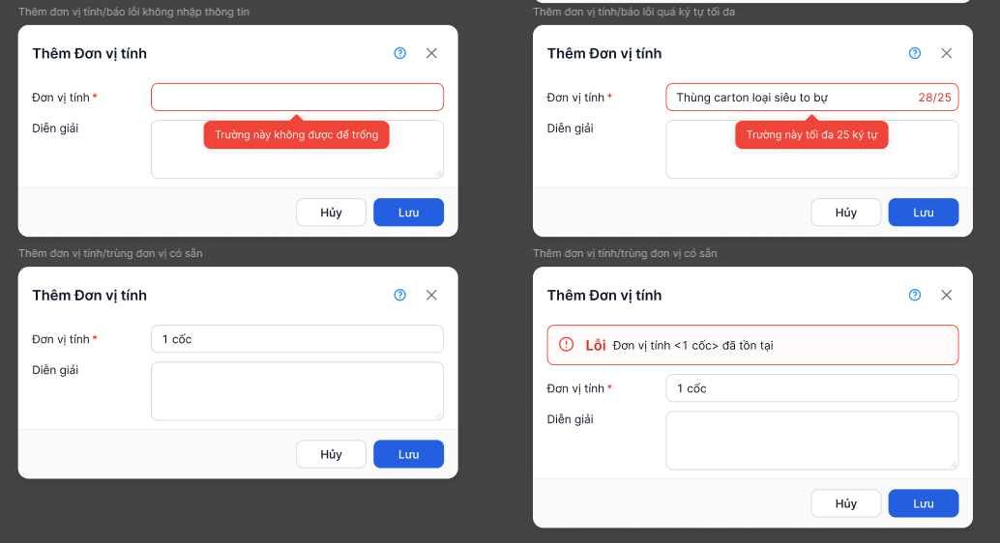 Thêm đơn vị tính/báo lỗi không nhập thông tin
Thêm Đơn vị tính
Đơn vị tính *
Diễn giải
Trường này không được để trống
Hủy
Lưu
Thêm đơn vị tính/báo lỗi quá ký tự tối đa
Thêm Đơn vị tính
Đơn vị tính *
Thùng carton loại siêu to bự
28/25
Diễn giải
Trường này tối đa 25 ký tự
Hủy
Lưu
Thêm đơn vị tính/trùng đơn vị có sẵn
Thêm Đơn vị tính
Đơn vị tính *
1 cốc
Diễn giải
Hủy
Lưu
Thêm đơn vị tính/trùng đơn vị có sẵn
Thêm Đơn vị tính
Lỗi Đơn vị tính <1 cốc> đã tồn tại
Đơn vị tính *
1 cốc
Diễn giải
Hủy
Lưu